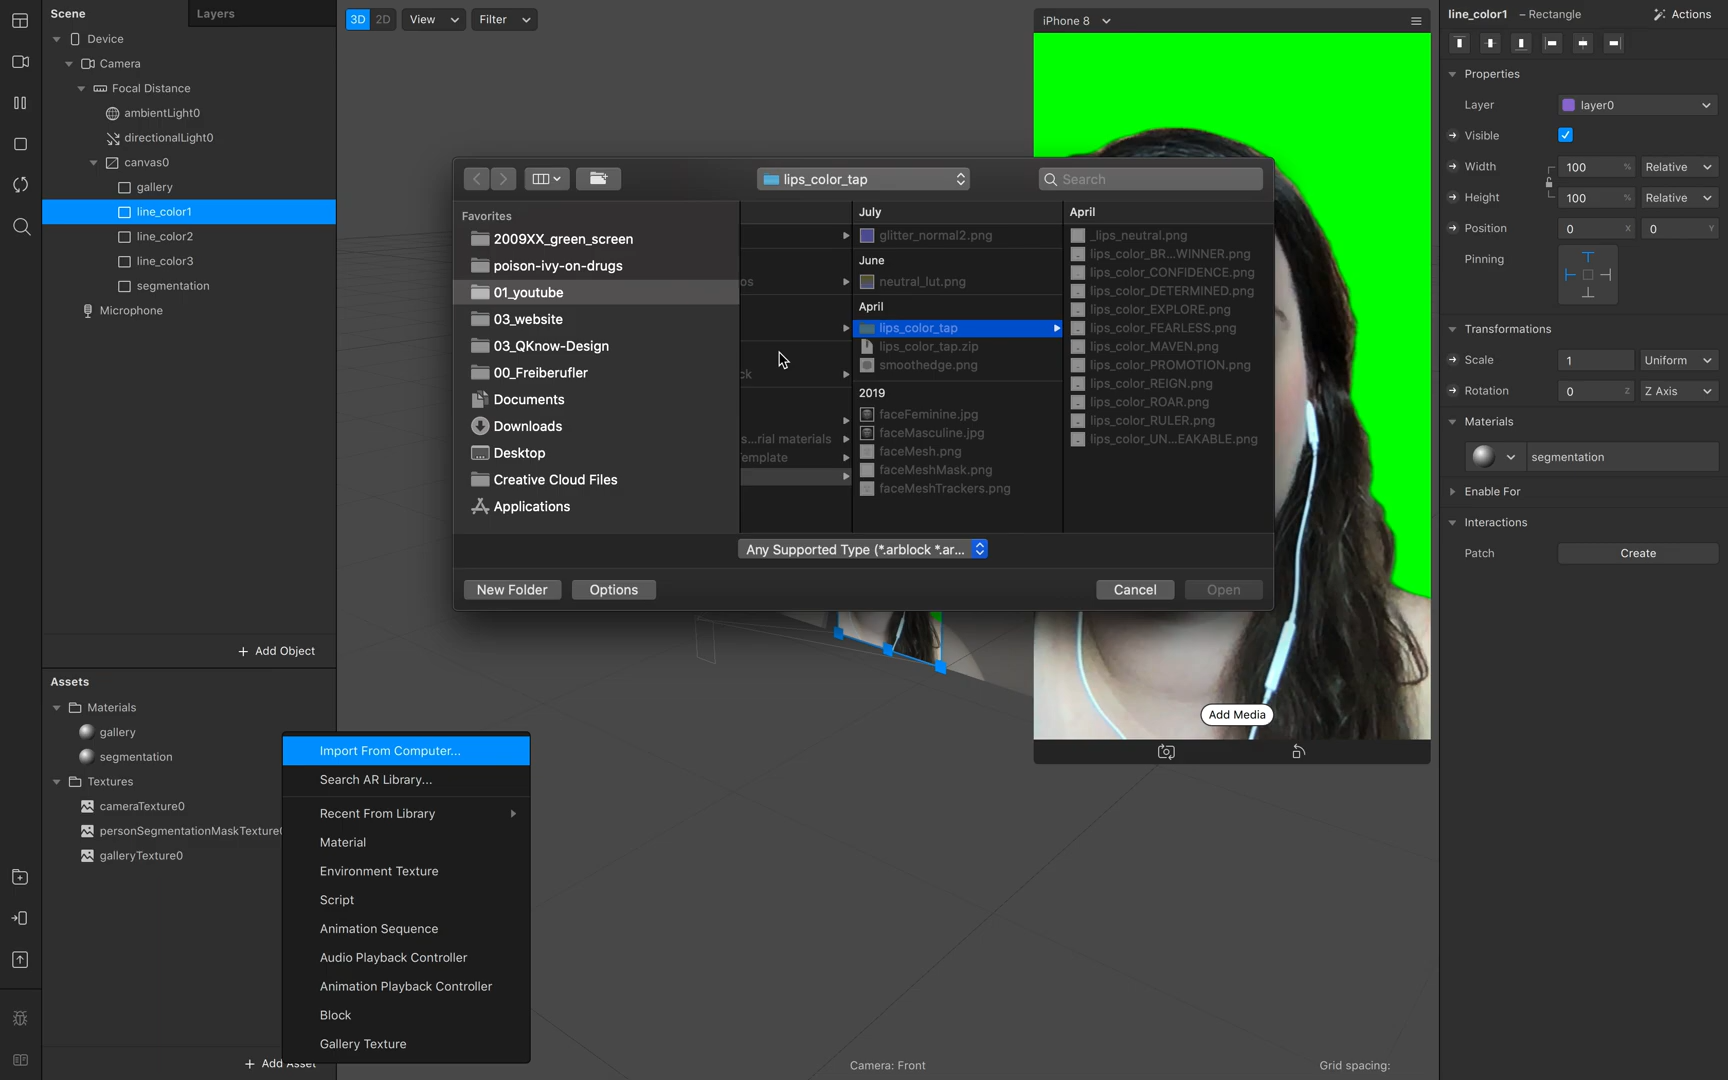 Scene
Layers
Device
Camera
Focal Distance
ambientLight0
directionalLight0
canvas0
gallery
line_color1
line_color2
line_color3
segmentation
Microphone
+ Add Object
Assets
Materials
gallery
segmentation
Textures
cameraTexture0
personSegmentationMaskTexture
galleryTexture0
+ Add Asset
Import From Computer...
Search AR Library...
Recent From Library
Material
Environment Texture
Script
Animation Sequence
Audio Playback Controller
Animation Playback Controller
Block
Gallery Texture
3D 2D
View
Filter
lips_color_tap
Search
Favorites
2009XX_green_screen
poison-ivy-on-drugs
01_youtube
03_website
03_QKnow-Design
00_Freiberufler
Documents
Downloads
Desktop
Creative Cloud Files
Applications
os
ck
s...rial materials
emplate
July
glitter_normal2.png
June
neutral_lut.png
April
lips_color_tap
lips_color_tap.zip
smoothedge.png
2019
faceFeminine.jpg
faceMasculine.jpg
faceMesh.png
faceMeshMask.png
faceMeshTrackers.png
April
_lips_neutral.png
lips_color_BR...WINNER.png
lips_color_CONFIDENCE.png
lips_color_DETERMINED.png
lips_color_EXPLORE.png
lips_color_FEARLESS.png
lips_color_MAVEN.png
lips_color_PROMOTION.png
lips_color_REIGN.png
lips_color_ROAR.png
lips_color_RULER.png
lips_color_UN...EAKABLE.png
Any Supported Type (*.arblock *.ar...
New Folder
Options
Cancel
Open
iPhone 8
Add Media
Camera: Front
Grid spacing:
line_color1 – Rectangle
Actions
Properties
Layer layer0
Visible
Width 100 % Relative
Height 100 % Relative
Position 0 X 0 Y
Pinning
Transformations
Scale 1 Uniform
Rotation 0 Z Z Axis
Materials
segmentation
Enable For
Interactions
Patch Create